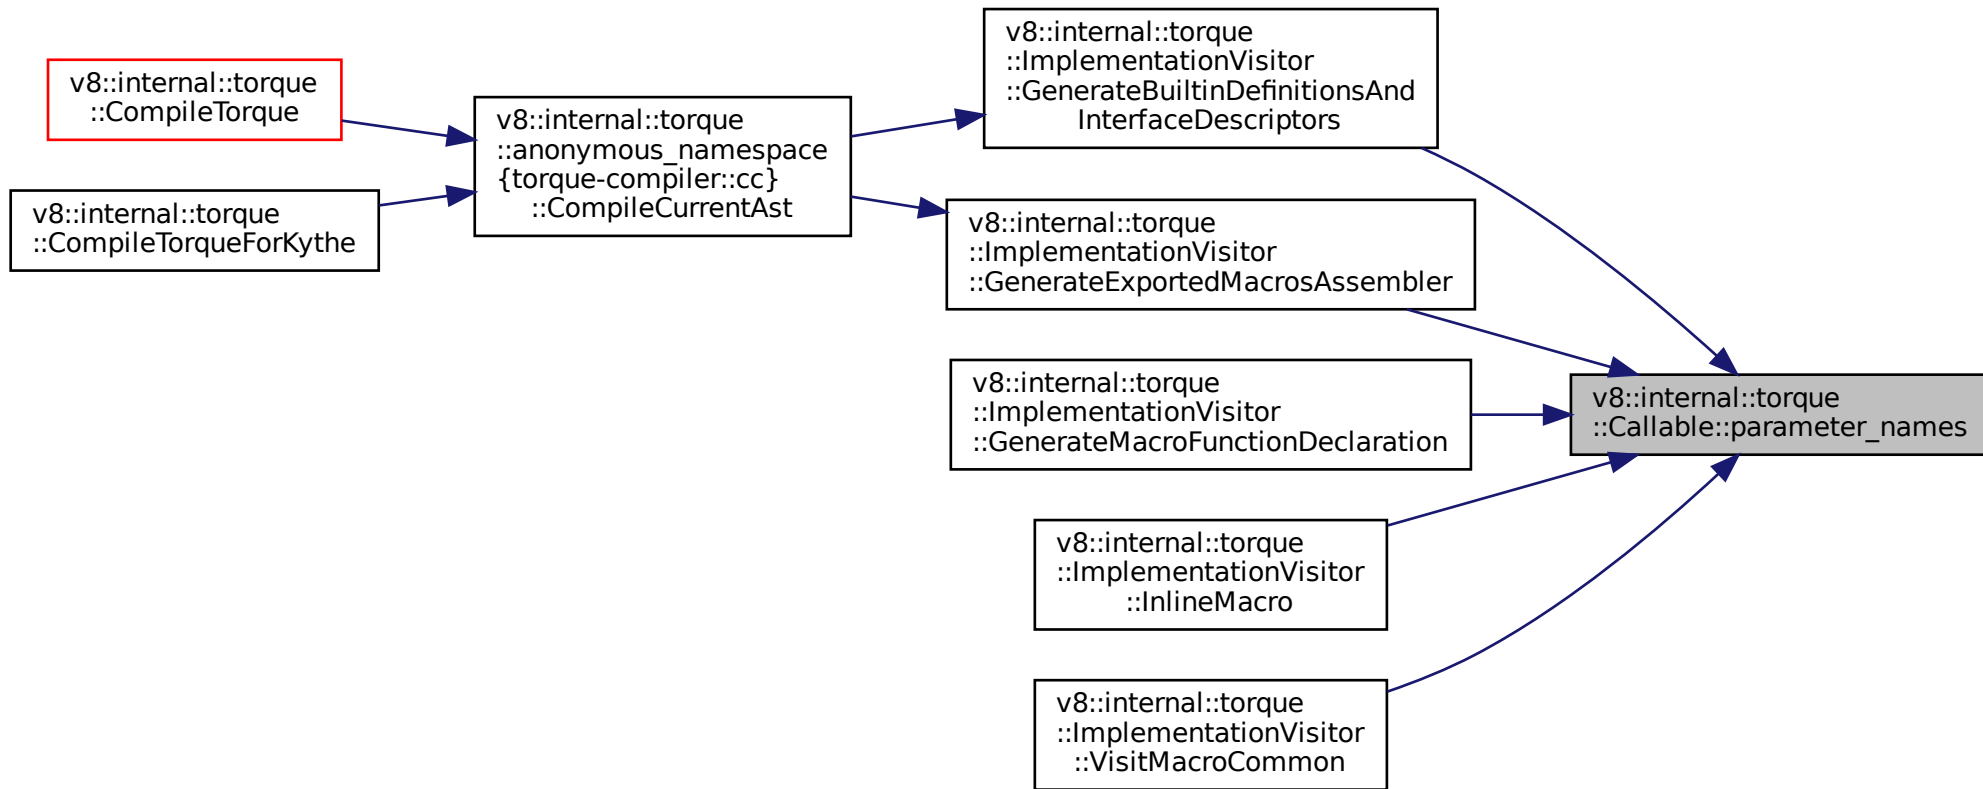 v8::internal::torque
::CompileTorque
v8::internal::torque
::CompileTorqueForKythe
v8::internal::torque
::anonymous_namespace
{torque-compiler::cc}
::CompileCurrentAst
v8::internal::torque
::ImplementationVisitor
::GenerateBuiltinDefinitionsAnd
InterfaceDescriptors
v8::internal::torque
::ImplementationVisitor
::GenerateExportedMacrosAssembler
v8::internal::torque
::ImplementationVisitor
::GenerateMacroFunctionDeclaration
v8::internal::torque
::ImplementationVisitor
::InlineMacro
v8::internal::torque
::ImplementationVisitor
::VisitMacroCommon
v8::internal::torque
::Callable::parameter_names